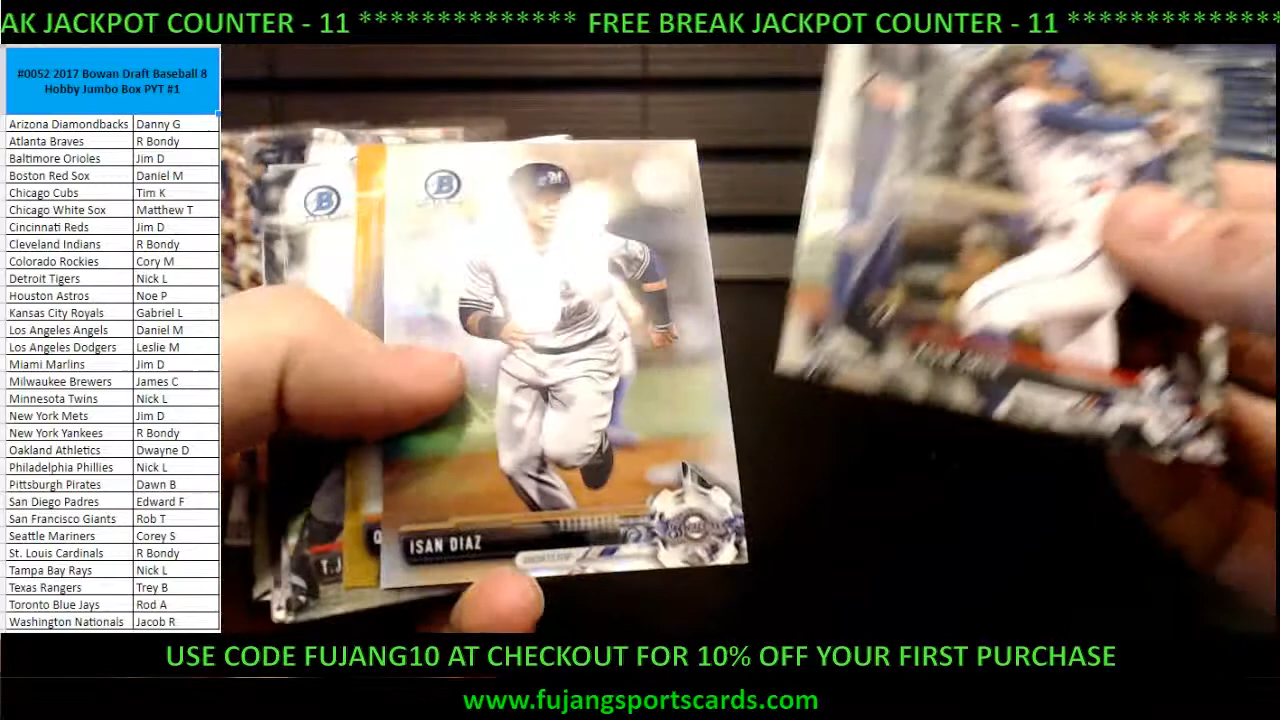 AK JACKPOT COUNTER - 11 ************** FREE BREAK JACKPOT COUNTER - 11 **************
#0052 2017 Bowan Draft Baseball 8
Hobby Jumbo Box PYT #1
Arizona Diamondbacks Danny G
Atlanta Braves R Bondy
Baltimore Orioles Jim D
Boston Red Sox Daniel M
Chicago Cubs Tim K
Chicago White Sox Matthew T
Cincinnati Reds Jim D
Cleveland Indians R Bondy
Colorado Rockies Cory M
Detroit Tigers Nick L
Houston Astros Noe P
Kansas City Royals Gabriel L
Los Angeles Angels Daniel M
Los Angeles Dodgers Leslie M
Miami Marlins Jim D
Milwaukee Brewers James C
Minnesota Twins Nick L
New York Mets Jim D
New York Yankees R Bondy
Oakland Athletics Dwayne D
Philadelphia Phillies Nick L
Pittsburgh Pirates Dawn B
San Diego Padres Edward F
San Francisco Giants Rob T
Seattle Mariners Corey S
St. Louis Cardinals R Bondy
Tampa Bay Rays Nick L
Texas Rangers Trey B
Toronto Blue Jays Rod A
Washington Nationals Jacob R
B
B
M
ISAN DIAZ
T.J
USE CODE FUJANG10 AT CHECKOUT FOR 10% OFF YOUR FIRST PURCHASE
www.fujangsportscards.com